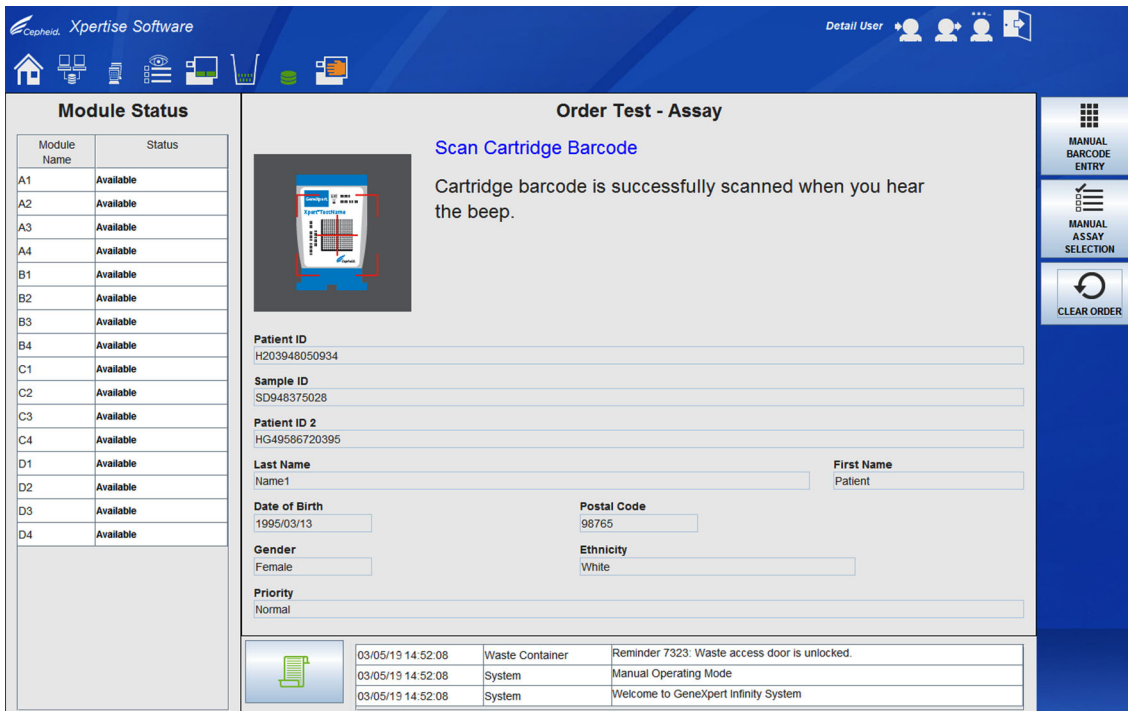 Cepheid. Xpertise Software
Detail User
Module Status
Module Name Status
A1 Available
A2 Available
A3 Available
A4 Available
B1 Available
B2 Available
B3 Available
B4 Available
C1 Available
C2 Available
C3 Available
C4 Available
D1 Available
D2 Available
D3 Available
D4 Available
Order Test - Assay
Scan Cartridge Barcode
Cartridge barcode is successfully scanned when you hear
the beep.
GeneXpert
Xpert TestName
Cepheid
Patient ID
H203948050934
Sample ID
SD948375028
Patient ID 2
HG49586720395
Last Name First Name
Name1 Patient
Date of Birth Postal Code
1995/03/13 98765
Gender Ethnicity
Female White
Priority
Normal
03/05/19 14:52:08 Waste Container Reminder 7323: Waste access door is unlocked.
03/05/19 14:52:08 System Manual Operating Mode
03/05/19 14:52:08 System Welcome to GeneXpert Infinity System
MANUAL
BARCODE
ENTRY
MANUAL
ASSAY
SELECTION
CLEAR ORDER